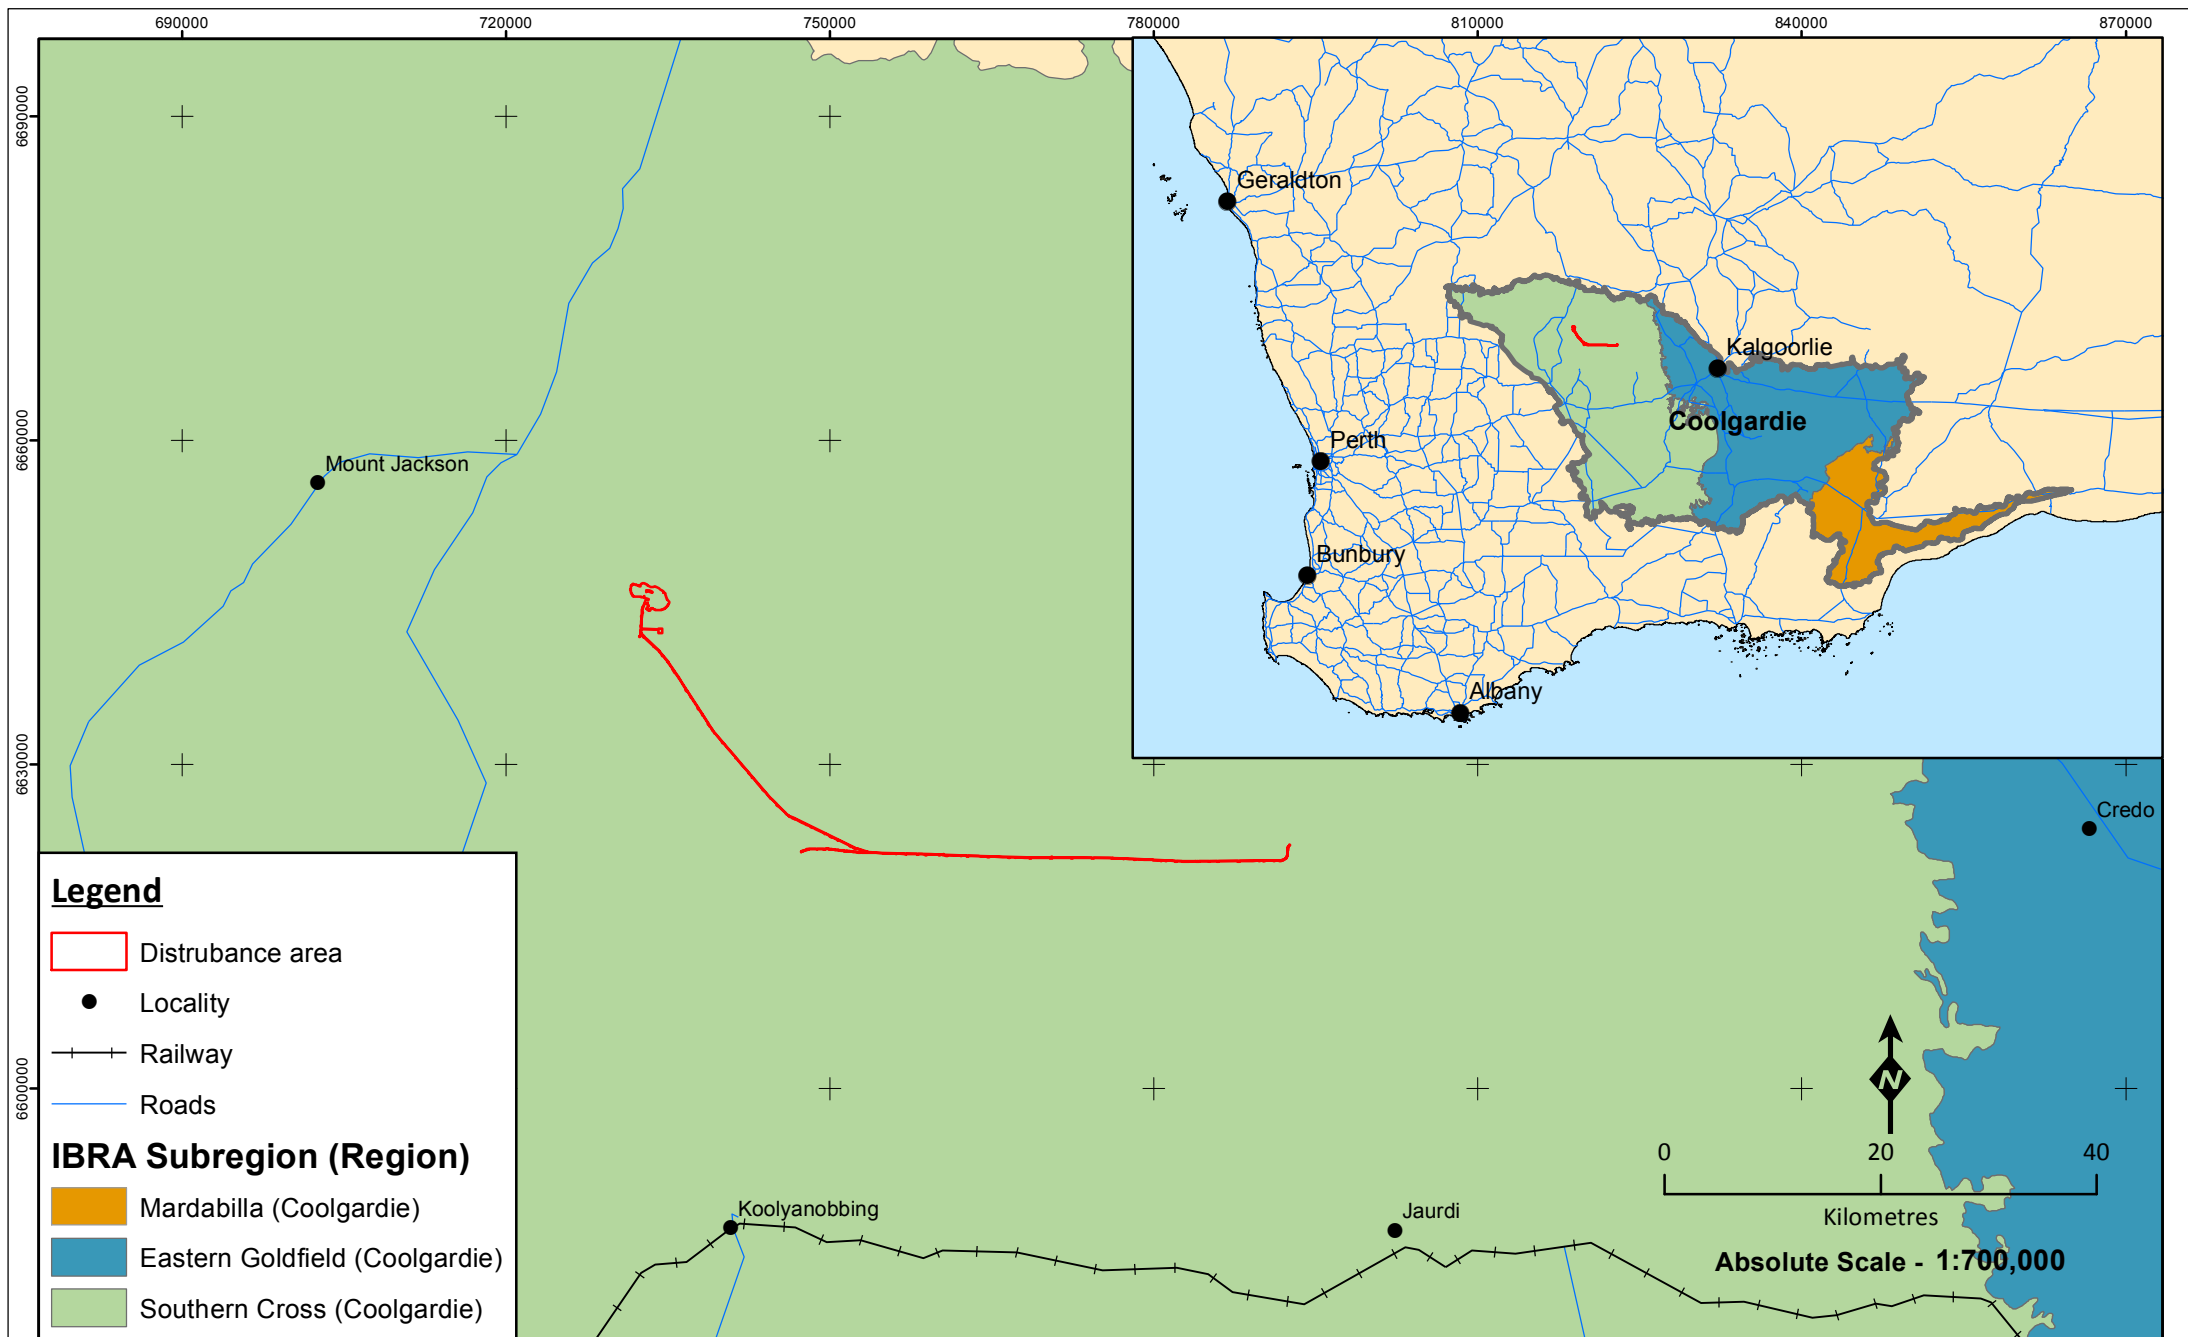 690000
720000
750000
780000
810000
840000
870000
6690000
6660000
6630000
6600000
Geraldton
Kalgoorlie
Coolgardie
Perth
Bunbury
Albany
Mount Jackson
Credo
Koolyanobbing
Jaurdi
Legend
Distrubance area
Locality
Railway
Roads
IBRA Subregion (Region)
Mardabilla (Coolgardie)
Eastern Goldfield (Coolgardie)
Southern Cross (Coolgardie)
N
0 20 40
Kilometres
Absolute Scale - 1:700,000